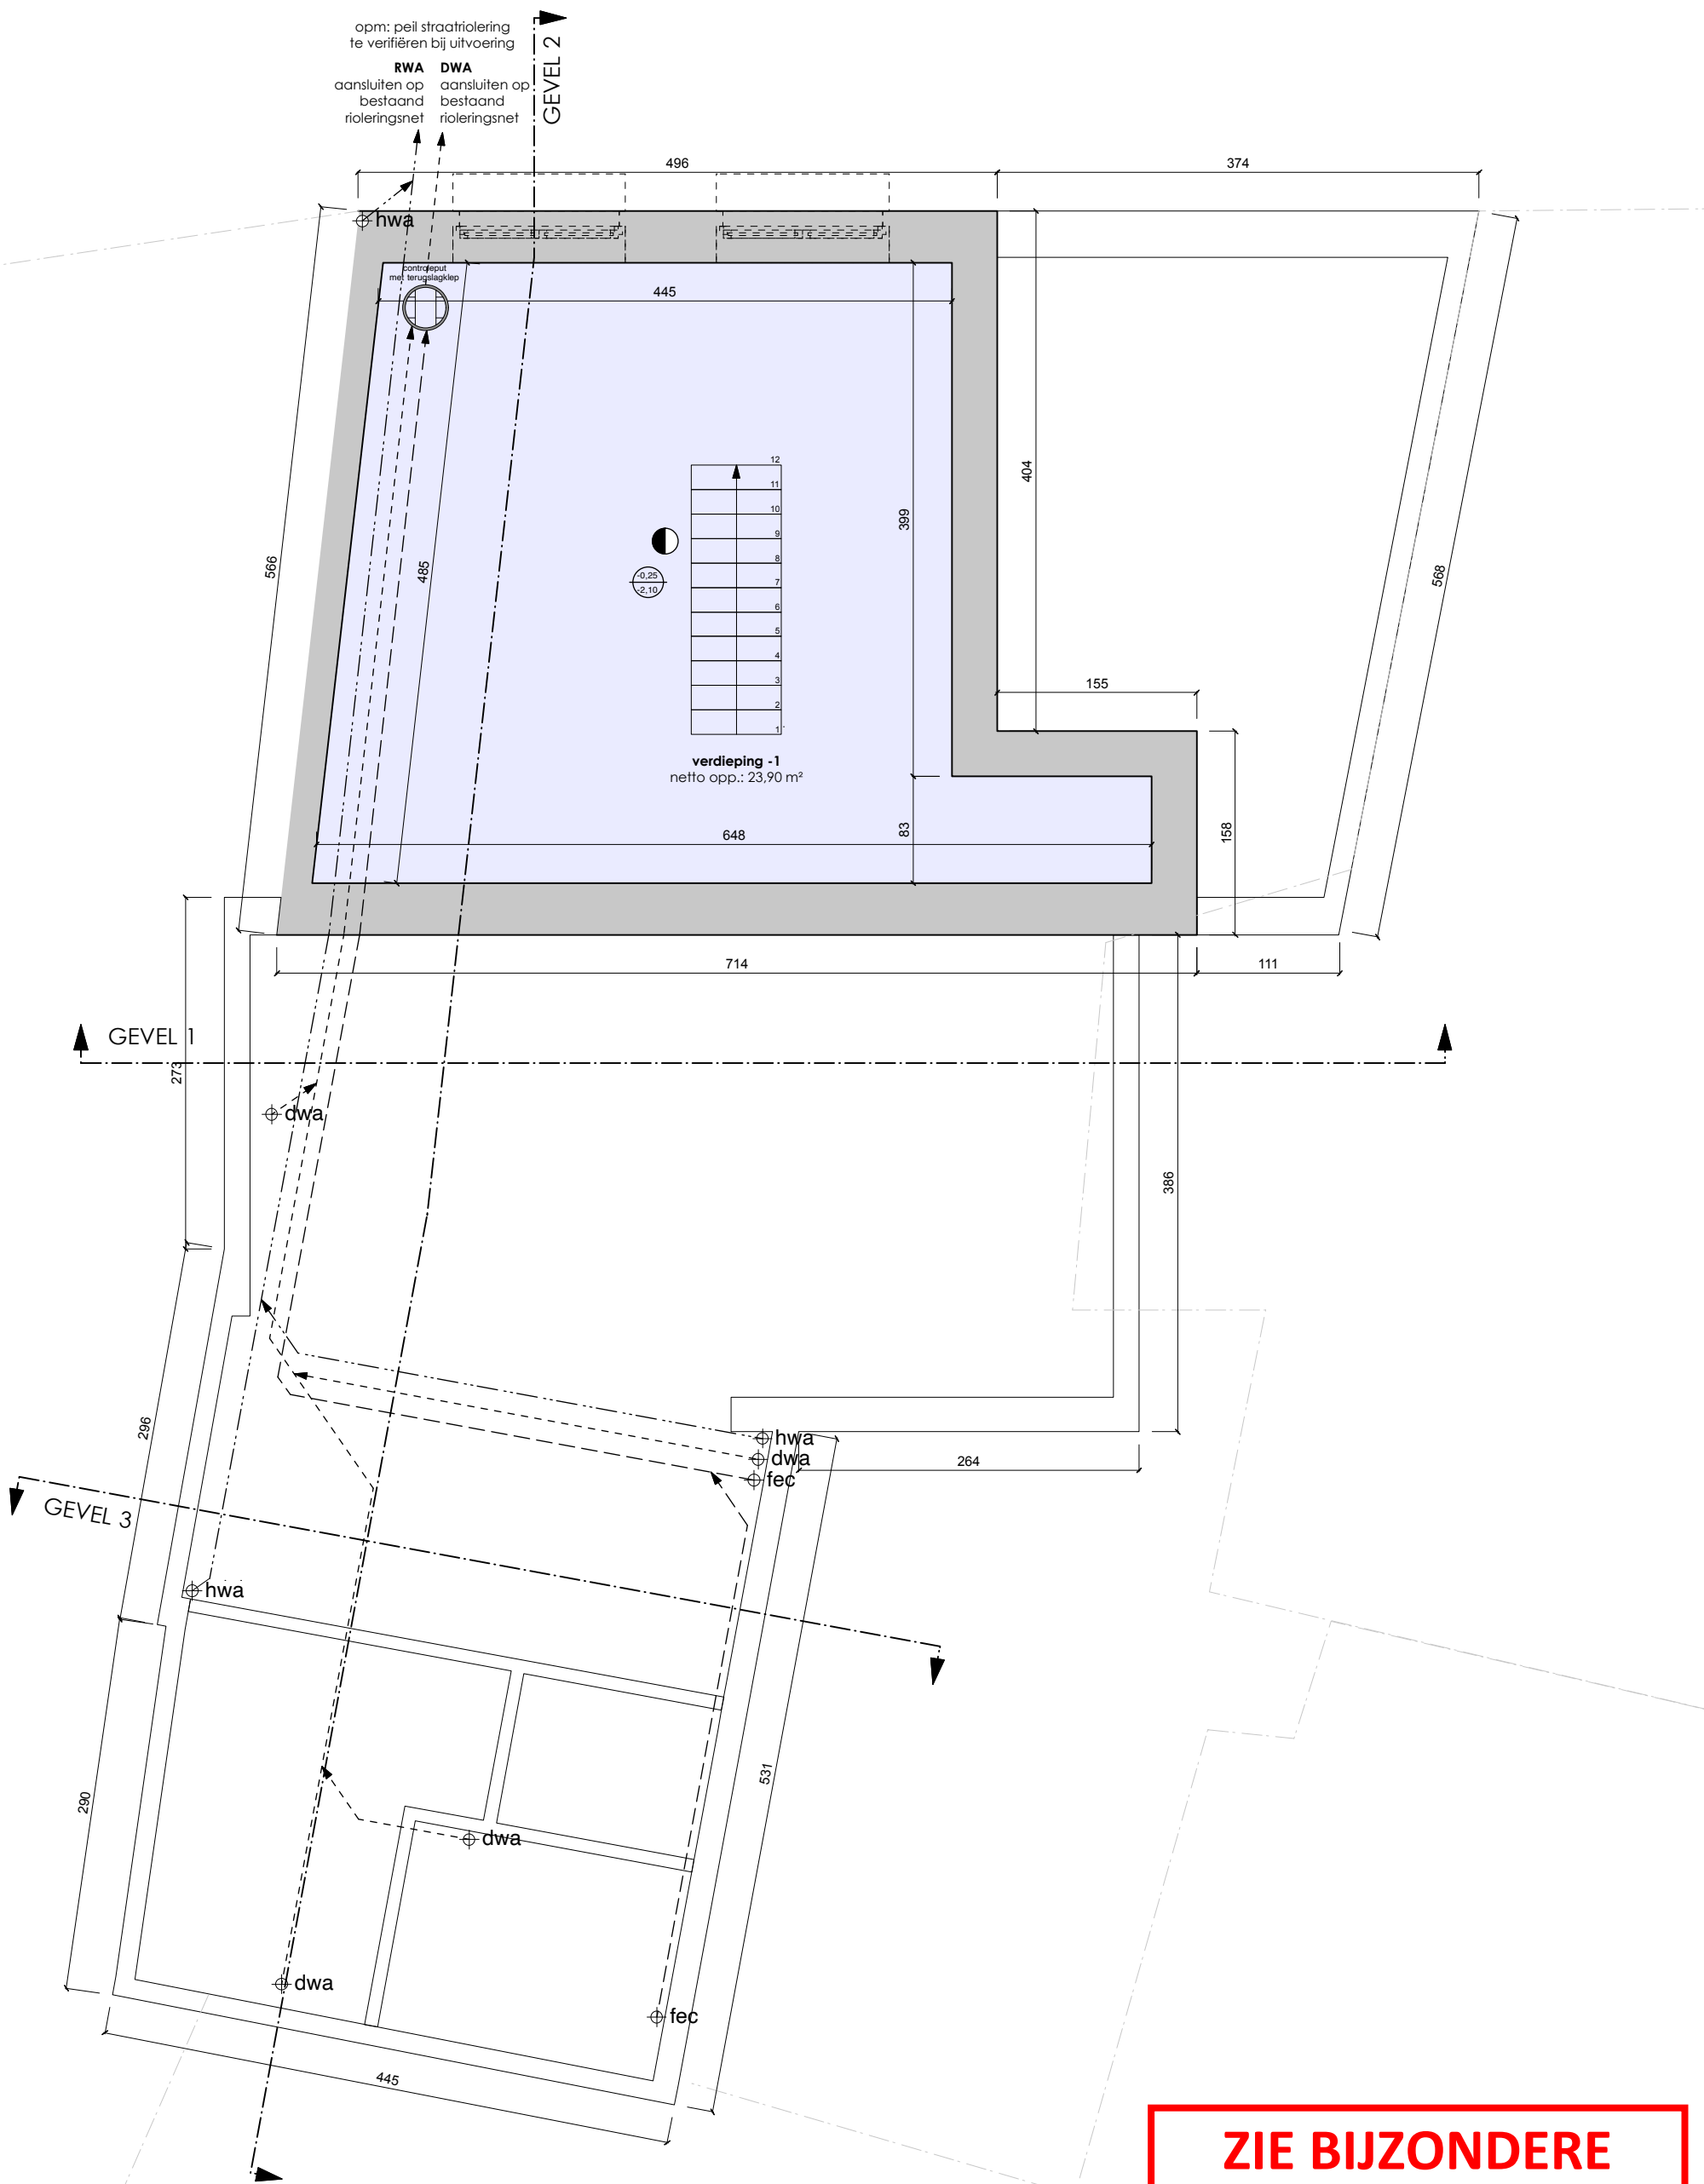 opm: peil straatriolering
te verifiëren bij uitvoering
RWA DWA
aansluiten op aansluiten op
bestaand bestaand
rioleringsnet rioleringsnet
GEVEL 2
496
374
hwa
controleput
met terugslagklep
445
566
485
404
399
568
12
11
10
9
8
7
6
5
4
3
2
1
-0,25
-2,10
155
verdieping -1
netto opp.: 23,90 m²
83
158
648
714
111
GEVEL 1
273
dwa
386
296
hwa
dwa
fec
264
GEVEL 3
hwa
531
290
dwa
dwa
fec
445
ZIE BIJZONDERE